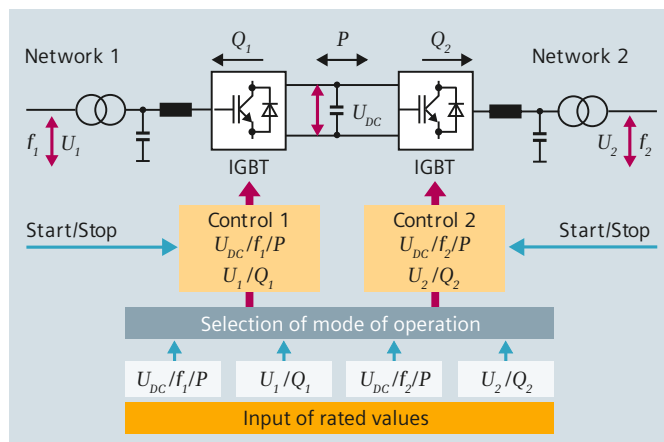 Network 1
Q1
P
Q2
Network 2
f1
U1
UDC
U2
f2
IGBT
IGBT
Start/Stop
Control 1
UDC/f1/P
U1/Q1
Control 2
UDC/f2/P
U2/Q2
Start/Stop
Selection of mode of operation
UDC/f1/P
U1/Q1
UDC/f2/P
U2/Q2
Input of rated values